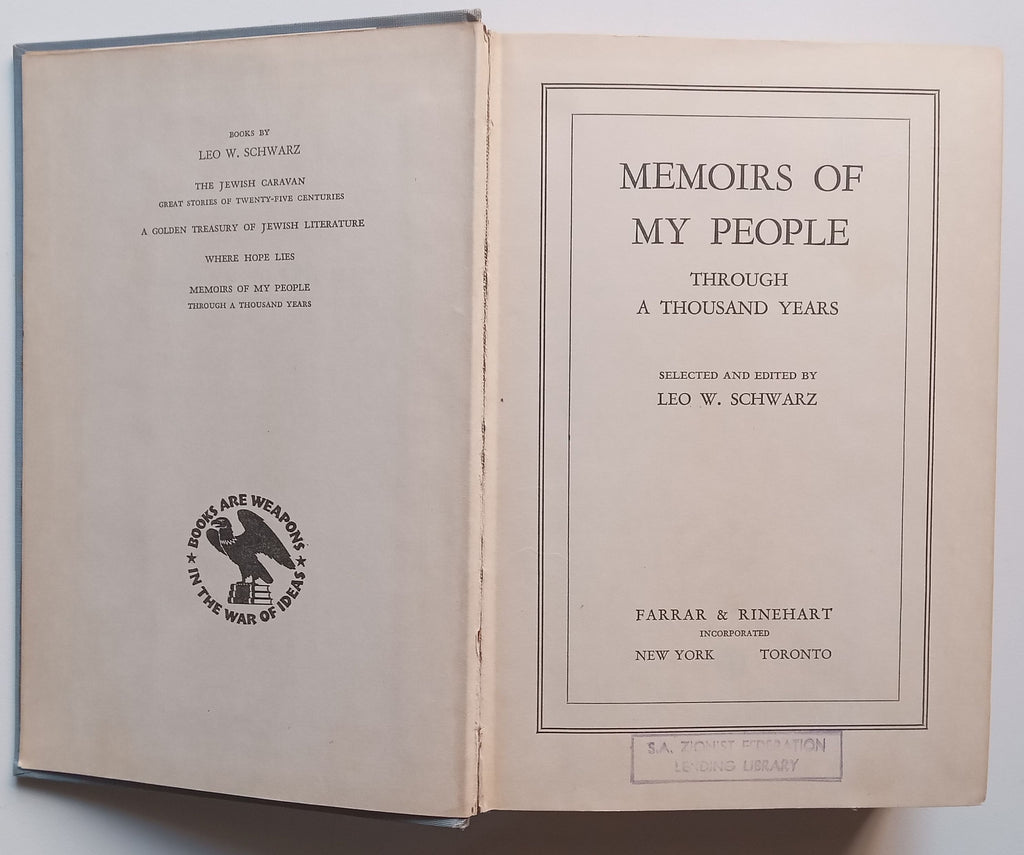 BOOKS BY
LEO W. SCHWARZ
THE JEWISH CARAVAN
GREAT STORIES OF TWENTY-FIVE CENTURIES
A GOLDEN TREASURY OF JEWISH LITERATURE
WHERE HOPE LIES
MEMOIRS OF MY PEOPLE
THROUGH A THOUSAND YEARS
BOOKS ARE WEAPONS
IN THE WAR OF IDEAS
MEMOIRS OF
MY PEOPLE
THROUGH
A THOUSAND YEARS
SELECTED AND EDITED BY
LEO W. SCHWARZ
FARRAR & RINEHART
INCORPORATED
NEW YORK TORONTO
S.A. ZIONIST FEDERATION
LENDING LIBRARY